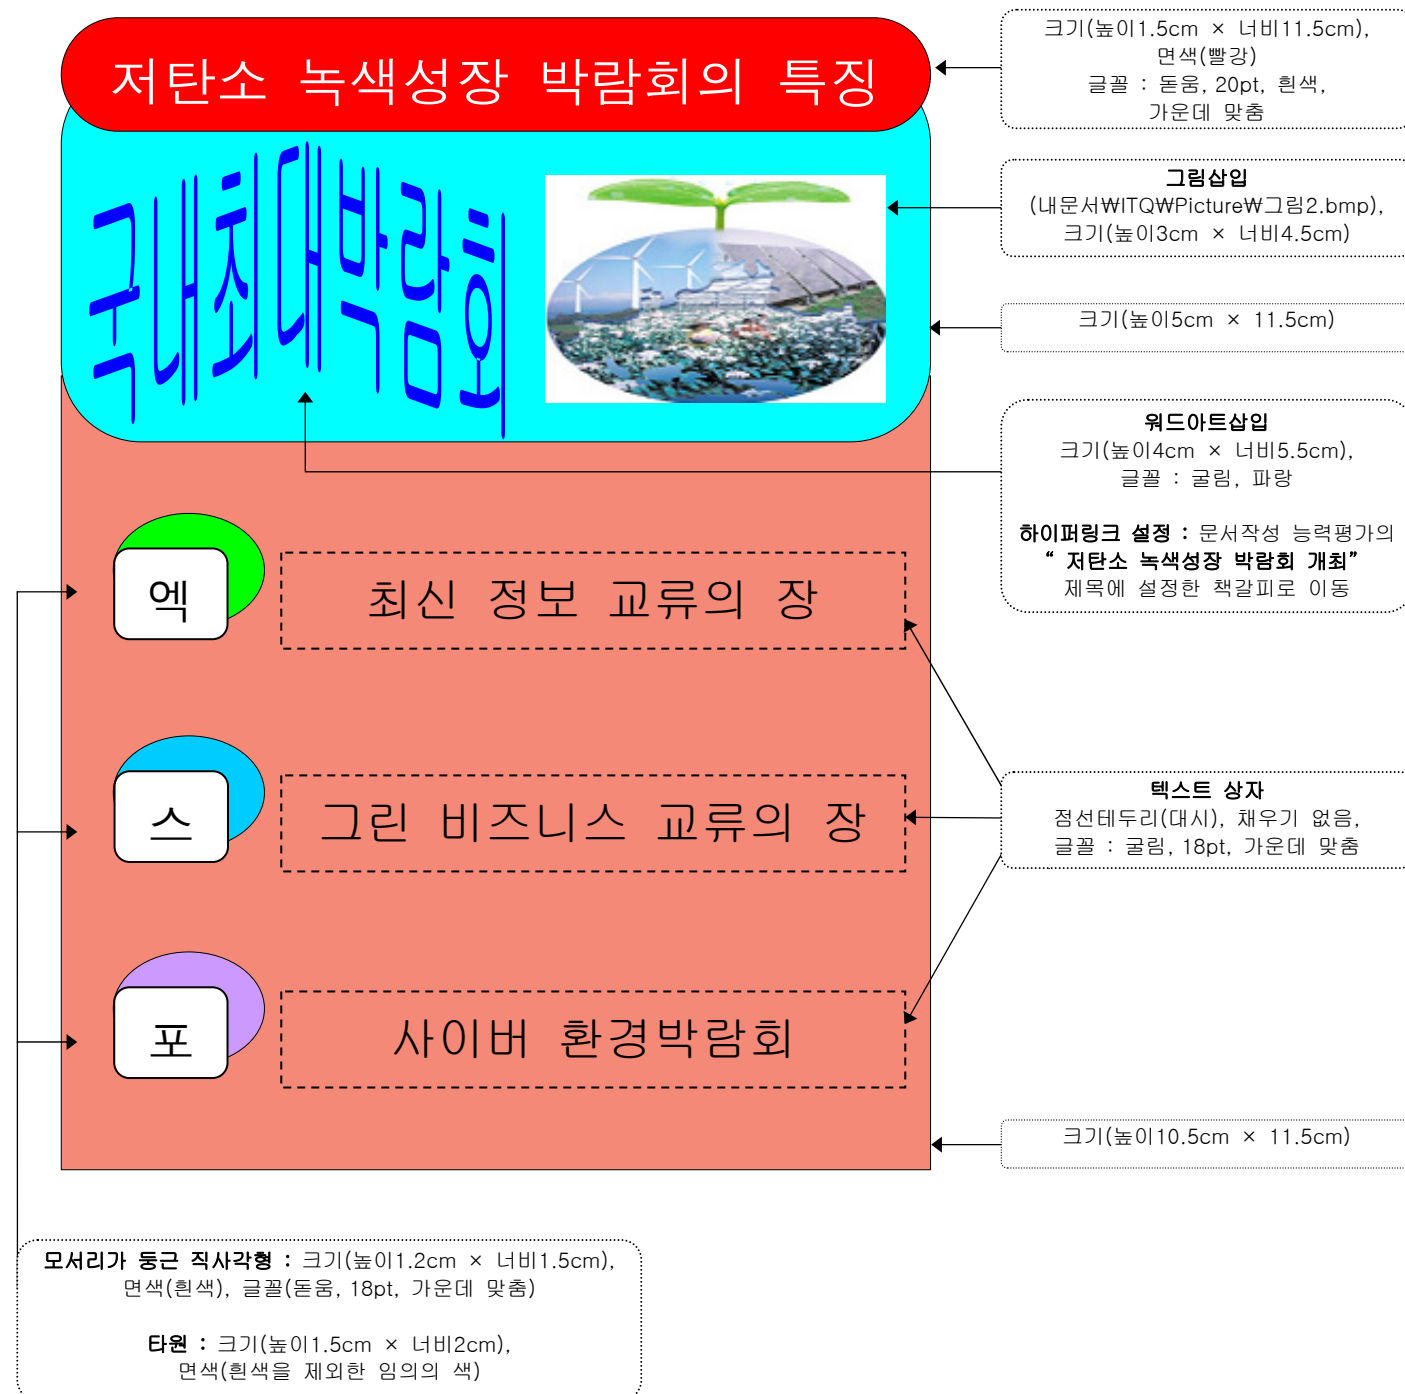 저탄소 녹색성장 박람회의 특징
크기(높이1.5cm × 너비11.5cm),
면색(빨강)
글꼴 : 돋움, 20pt, 흰색,
가운데 맞춤
국내최대박람회
그림삽입
(내문서₩ITQ₩Picture₩그림2.bmp),
크기(높이3cm × 너비4.5cm)
크기(높이5cm × 11.5cm)
워드아트삽입
크기(높이4cm × 너비5.5cm),
글꼴 : 굴림, 파랑
하이퍼링크 설정 : 문서작성 능력평가의
“ 저탄소 녹색성장 박람회 개최”
제목에 설정한 책갈피로 이동
엑
최신 정보 교류의 장
스
그린 비즈니스 교류의 장
텍스트 상자
점선테두리(대시), 채우기 없음,
글꼴 : 굴림, 18pt, 가운데 맞춤
포
사이버 환경박람회
크기(높이10.5cm × 11.5cm)
모서리가 둥근 직사각형 : 크기(높이1.2cm × 너비1.5cm),
면색(흰색), 글꼴(돋움, 18pt, 가운데 맞춤)
타원 : 크기(높이1.5cm × 너비2cm),
면색(흰색을 제외한 임의의 색)